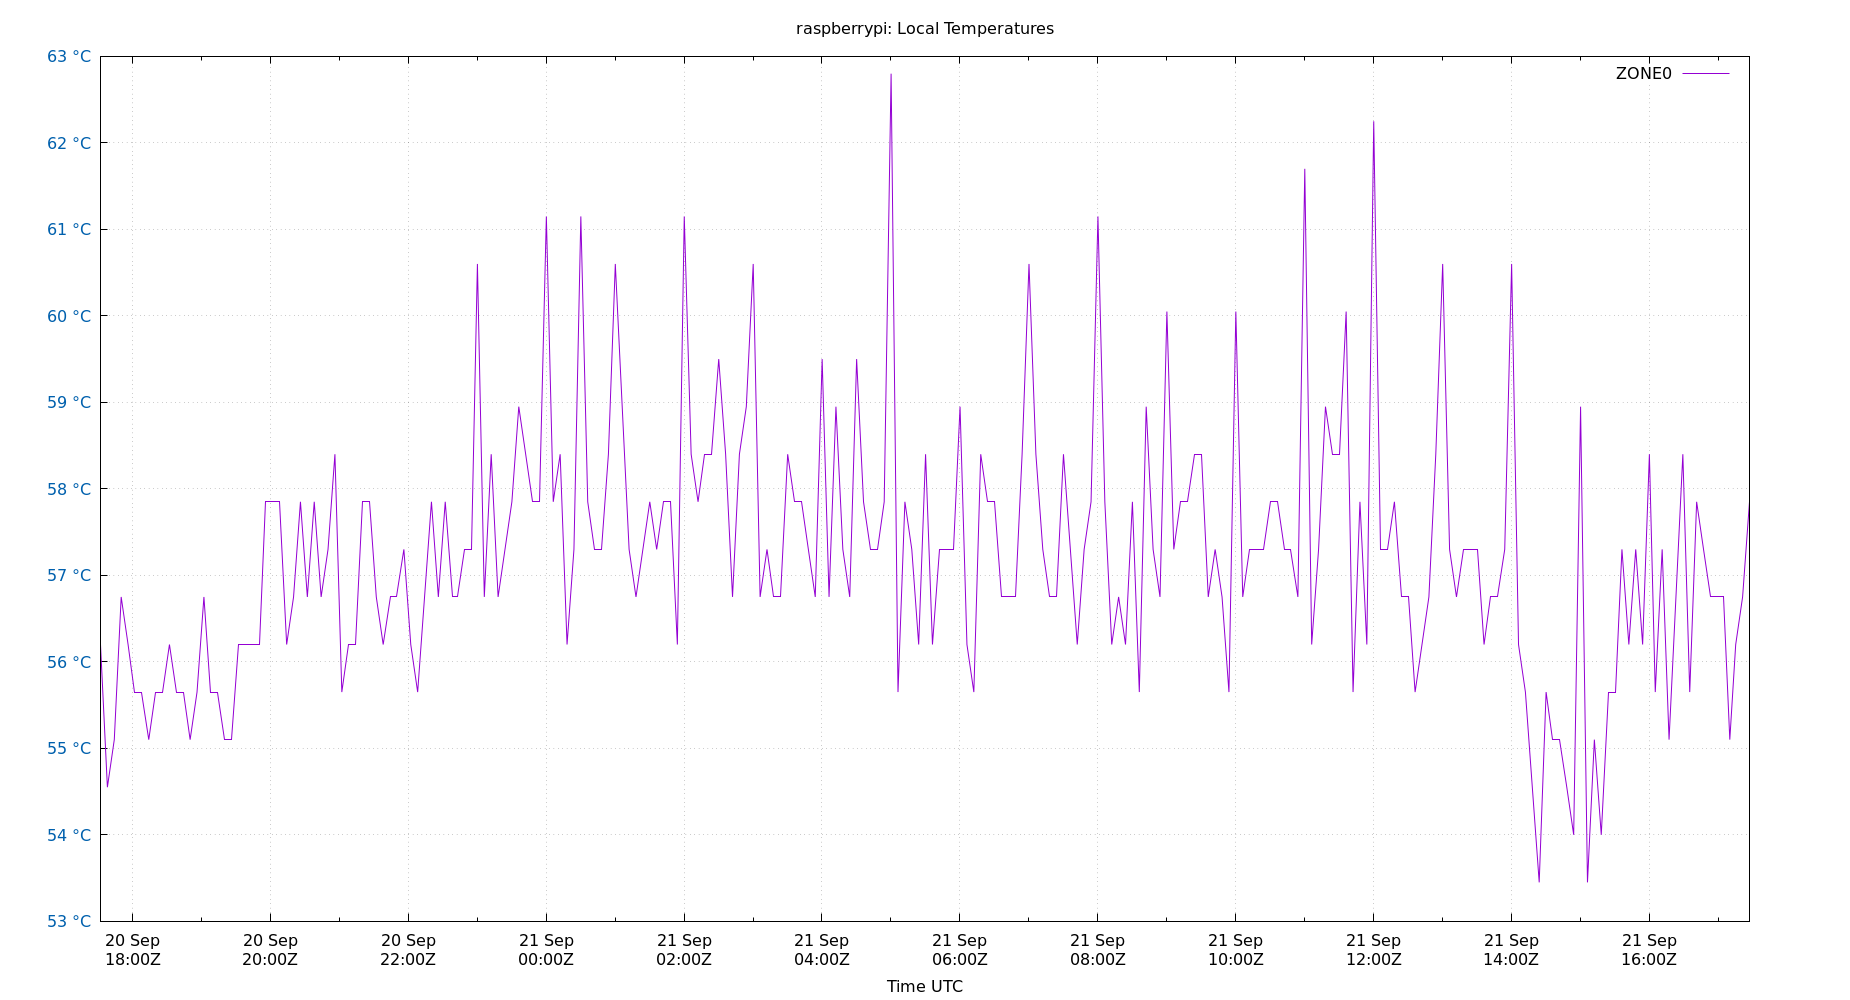 raspberrypi: Local Temperatures
63 °C
ZONE0
62 °C
61 °C
60 °C
59 °C
58 °C
57 °C
56 °C
55 °C
54 °C
53 °C
20 Sep 20 Sep 20 Sep 21 Sep 21 Sep 21 Sep 21 Sep 21 Sep 21 Sep 21 Sep 21 Sep 21 Sep
18:00Z 20:00Z 22:00Z 00:00Z 02:00Z 04:00Z 06:00Z 08:00Z 10:00Z 12:00Z 14:00Z 16:00Z
Time UTC